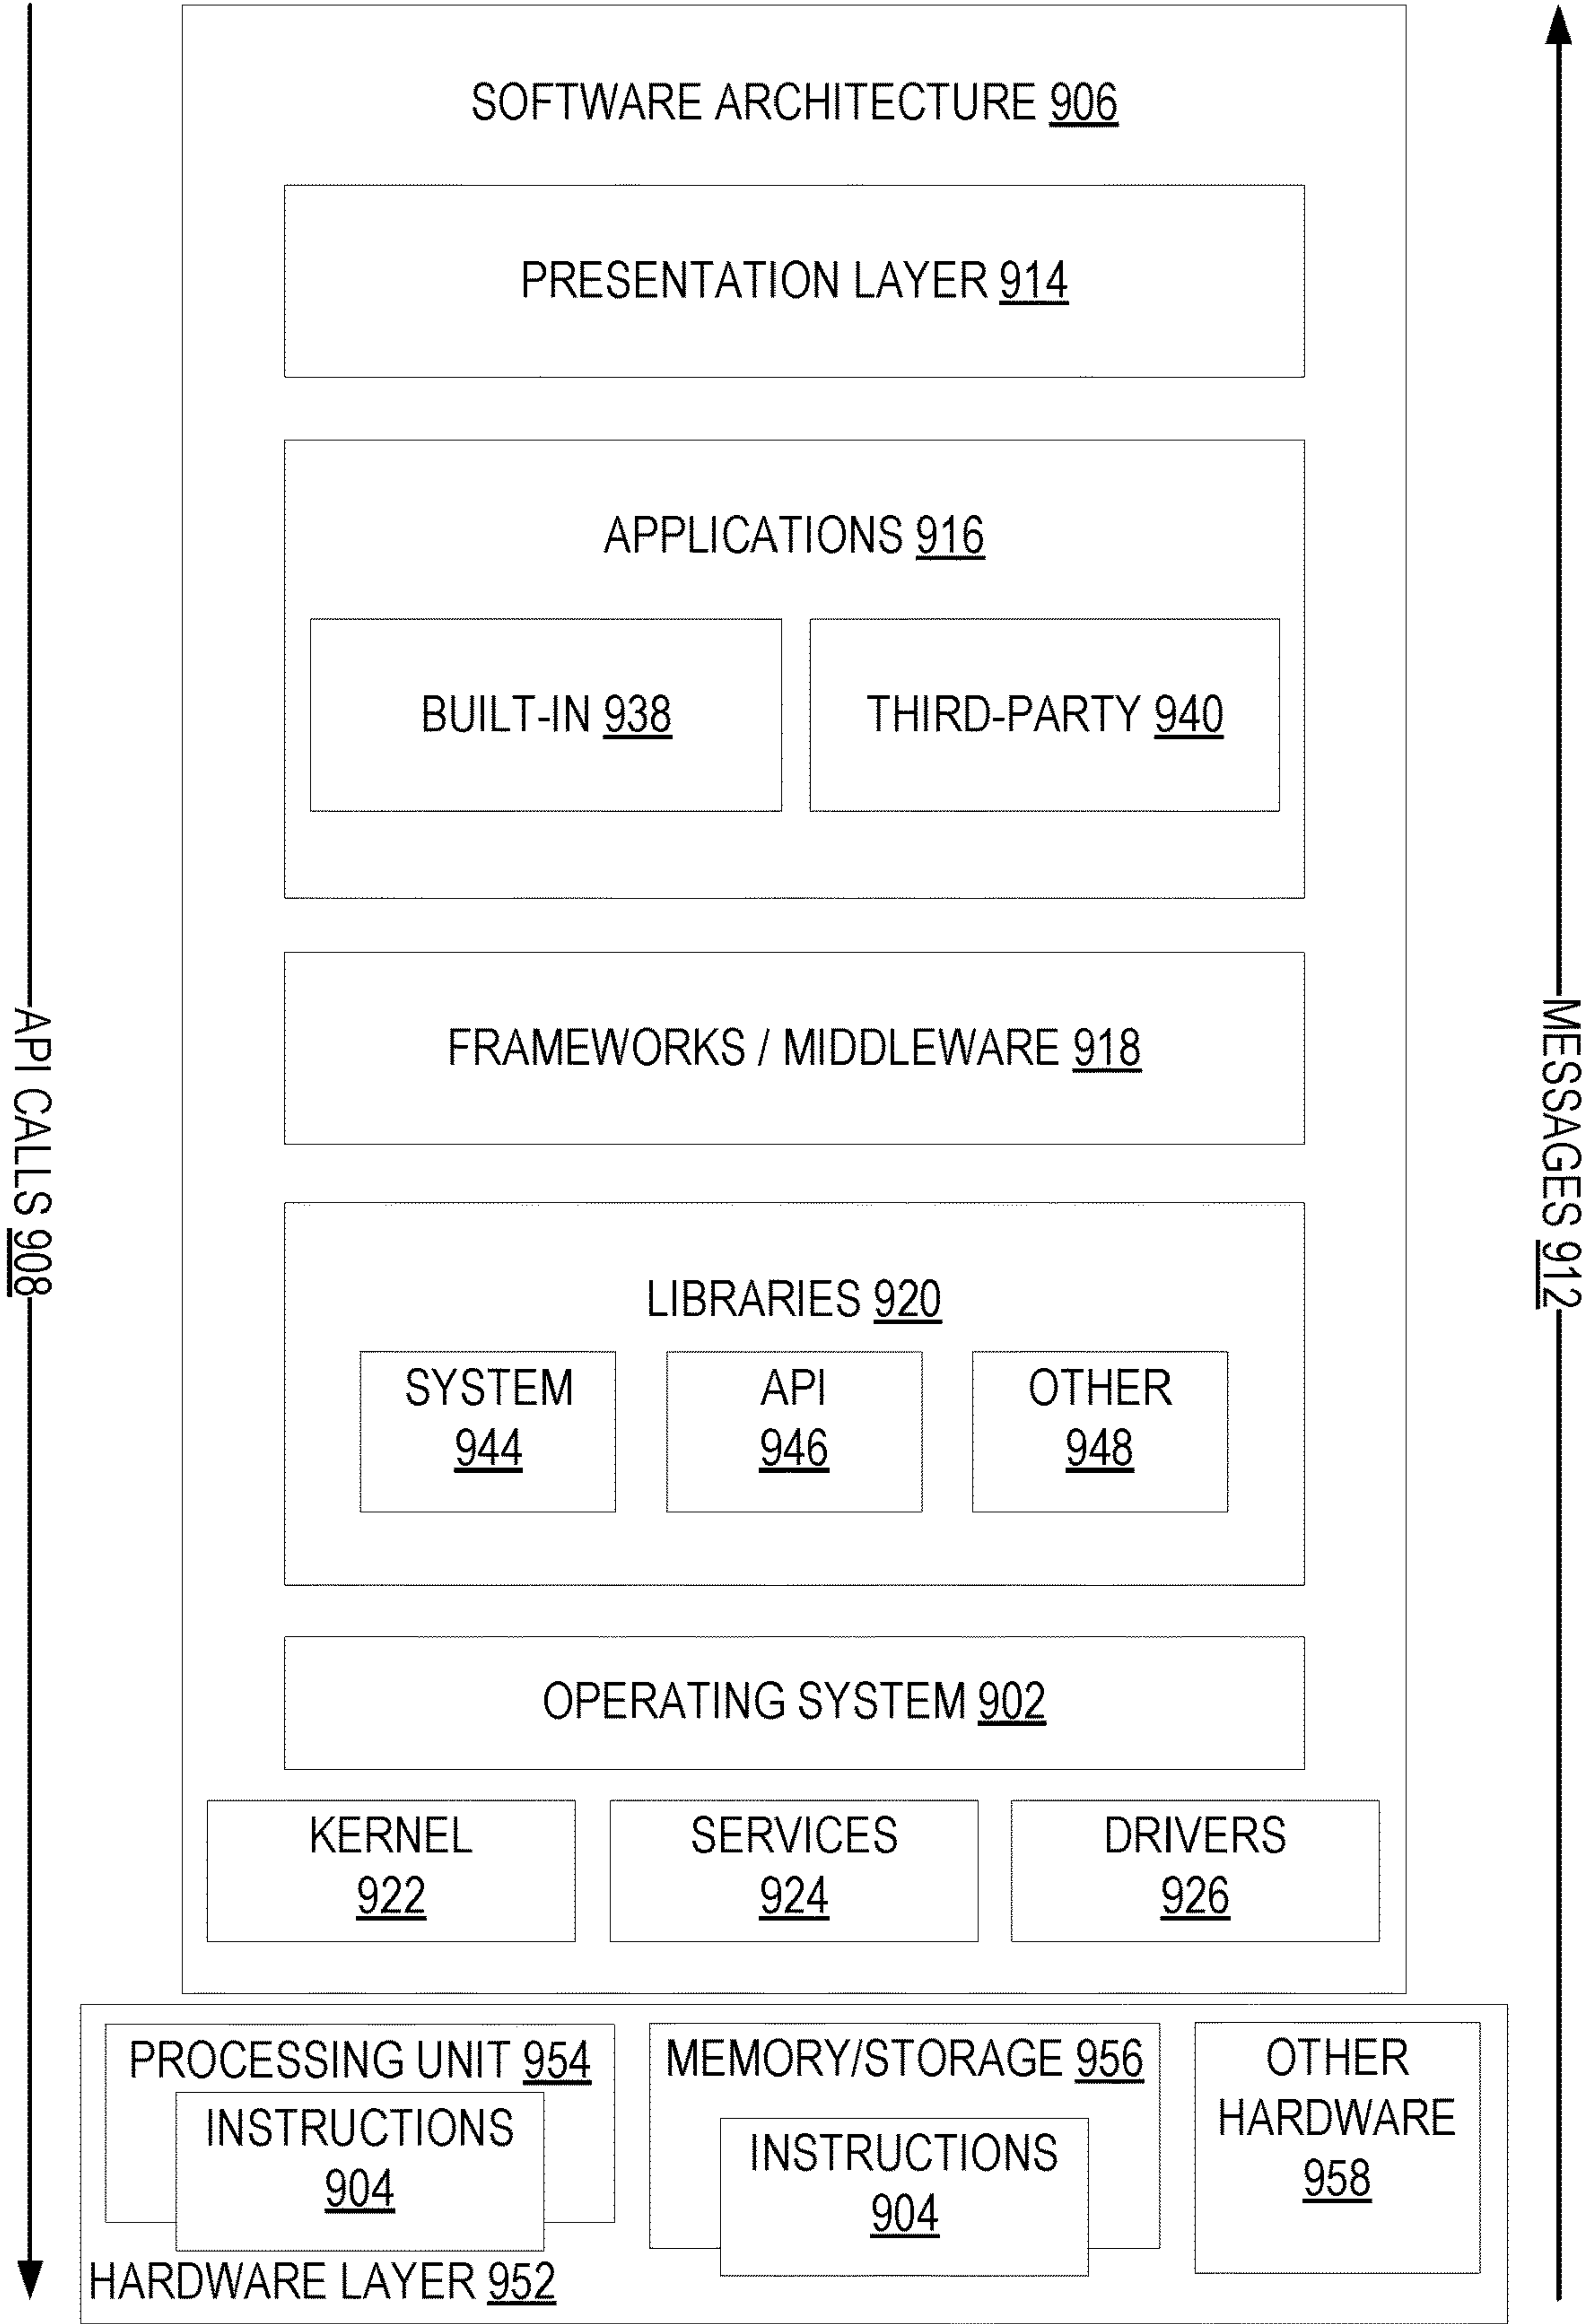 SOFTWARE ARCHITECTURE 906
PRESENTATION LAYER 914
APPLICATIONS 916
BUILT-IN 938
THIRD-PARTY 940
FRAMEWORKS / MIDDLEWARE 918
API CALLS 908
MESSAGES 912
LIBRARIES 920
SYSTEM
944
API
946
OTHER
948
OPERATING SYSTEM 902
KERNEL
922
SERVICES
924
DRIVERS
926
PROCESSING UNIT 954
INSTRUCTIONS
904
MEMORY/STORAGE 956
INSTRUCTIONS
904
OTHER
HARDWARE
958
HARDWARE LAYER 952